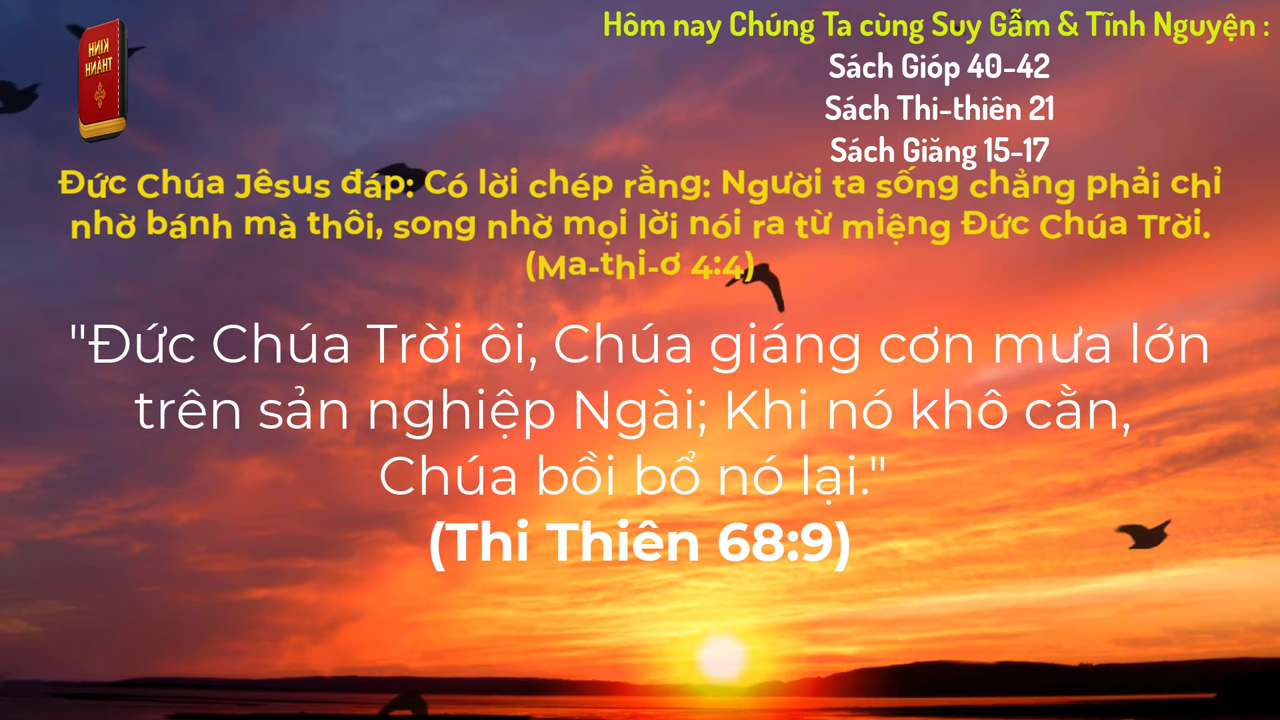 Hôm nay Chúng Ta cùng Suy Gẫm & Tĩnh Nguyện :
Sách Gióp 40-42
Sách Thi-thiên 21
Sách Giăng 15-17
KINH
THÁNH
Đức Chúa Jêsus đáp: Có lời chép rằng: Người ta sống chẳng phải chỉ
nhờ bánh mà thôi, song nhờ mọi lời nói ra từ miệng Đức Chúa Trời.
(Ma-thi-ơ 4:4)
"Đức Chúa Trời ôi, Chúa giáng cơn mưa lớn
trên sản nghiệp Ngài; Khi nó khô cằn,
Chúa bồi bổ nó lại."
(Thi Thiên 68:9)